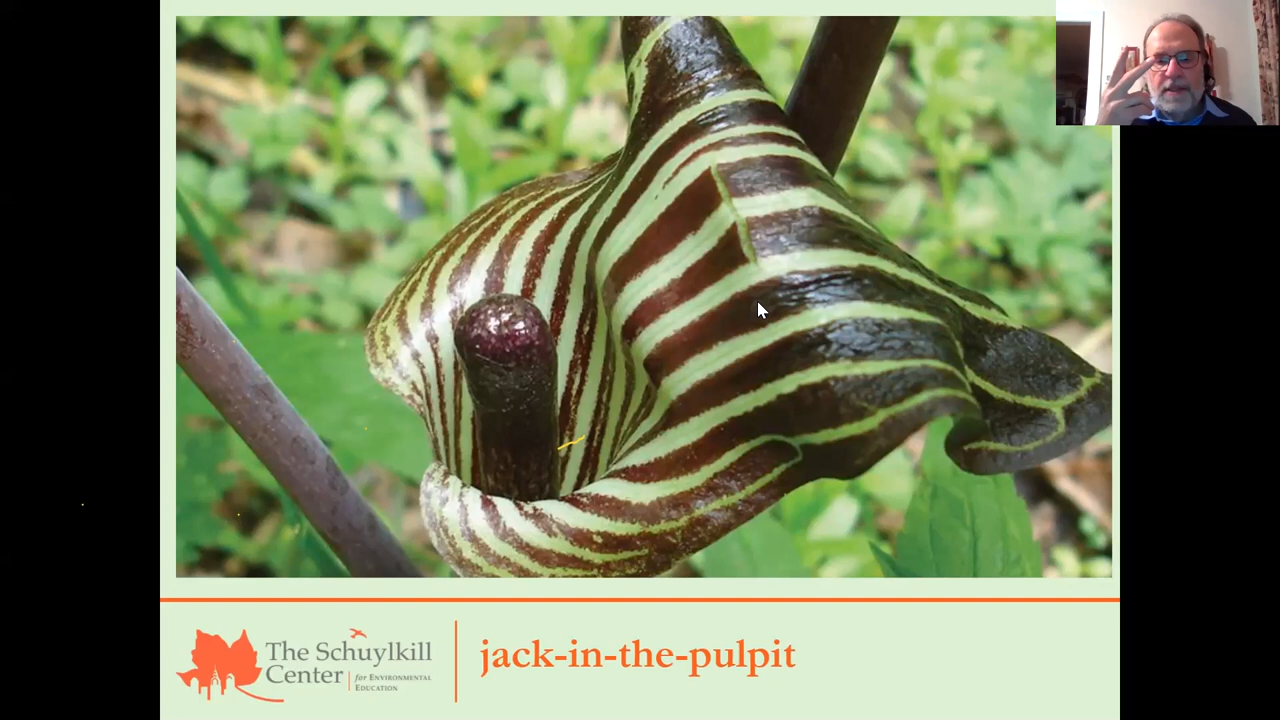 The Schuylkill
Center for Environmental
Education
jack-in-the-pulpit